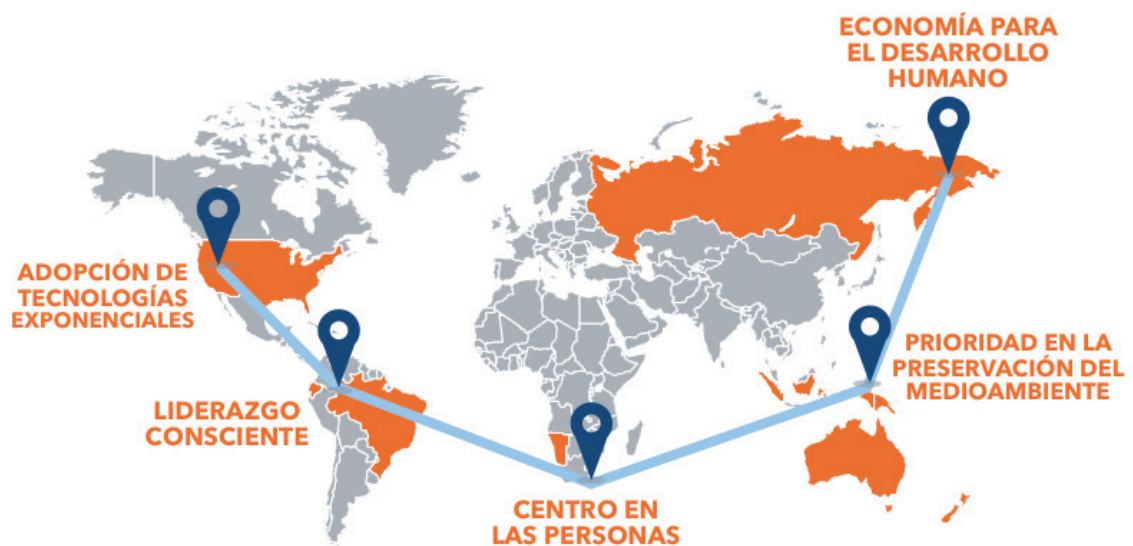 ECONOMÍA PARA
EL DESARROLLO
HUMANO
ADOPCIÓN DE
TECNOLOGÍAS
EXPONENCIALES
LIDERAZGO
CONSCIENTE
CENTRO EN
LAS PERSONAS
PRIORIDAD EN LA
PRESERVACIÓN DEL
MEDIOAMBIENTE